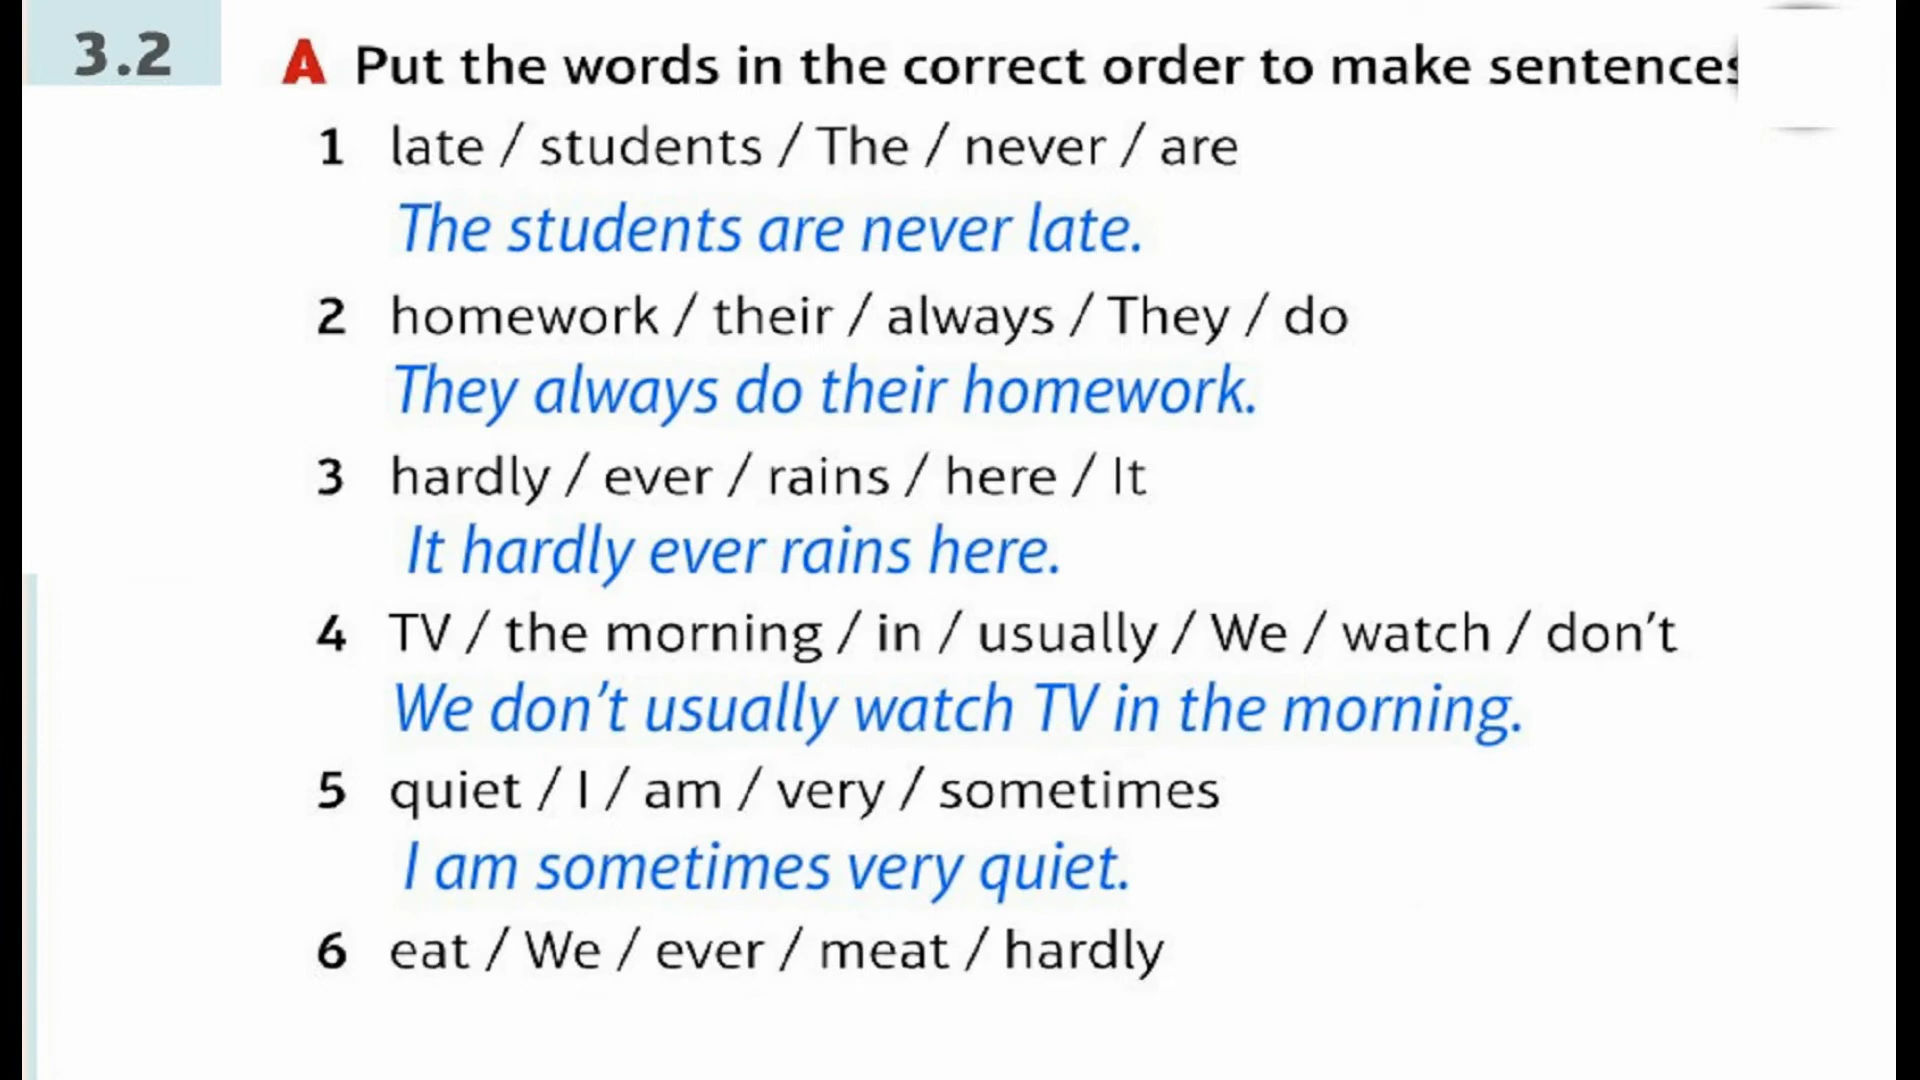 3.2
A Put the words in the correct order to make sentences
1 late / students / The / never / are
The students are never late.
2 homework / their / always / They / do
They always do their homework.
3 hardly / ever / rains / here / It
It hardly ever rains here.
4 TV / the morning / in / usually / We / watch / don't
We don't usually watch TV in the morning.
5 quiet / I / am / very / sometimes
I am sometimes very quiet.
6 eat / We / ever / meat / hardly